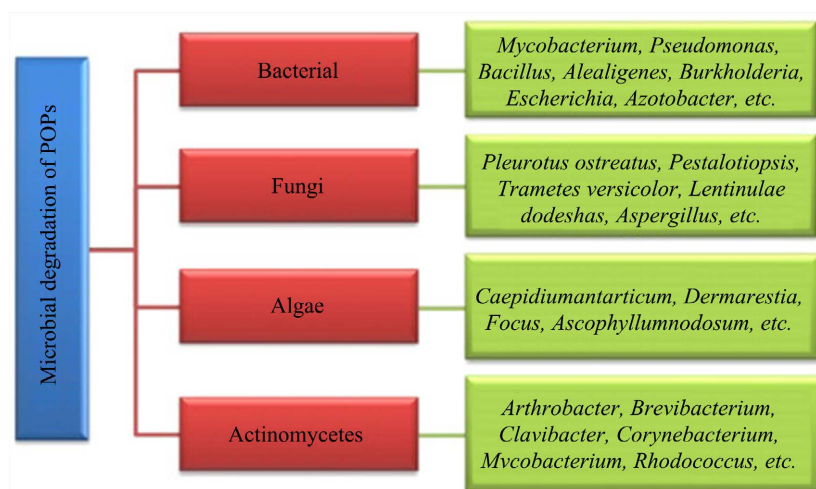 Microbial degradation of POPs
Bacterial
Mycobacterium, Pseudomonas,
Bacillus, Alealigenes, Burkholderia,
Escherichia, Azotobacter, etc.
Fungi
Pleurotus ostreatus, Pestalotiopsis,
Trametes versicolor, Lentinulae
dodeshas, Aspergillus, etc.
Algae
Caepidiumantarticum, Dermarestia,
Focus, Ascophyllumnodosum, etc.
Actinomycetes
Arthrobacter, Brevibacterium,
Clavibacter, Corynebacterium,
Mvcobacterium, Rhodococcus, etc.